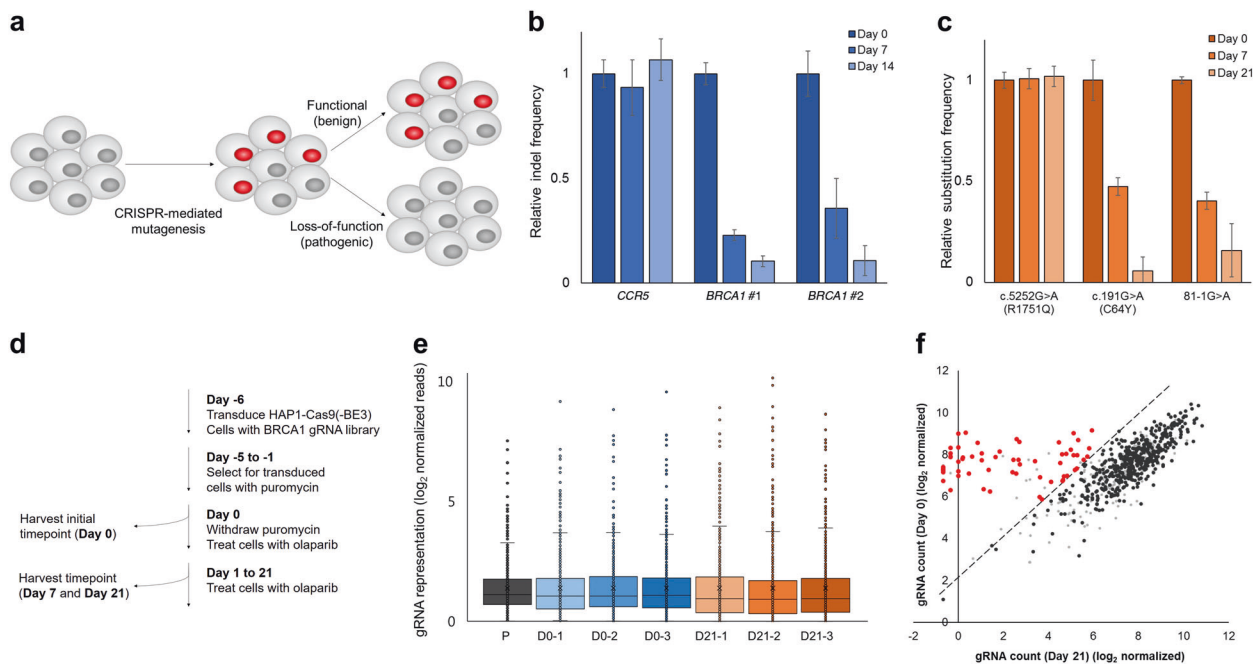 a
CRISPR-mediated
mutagenesis
Functional
(benign)
Loss-of-function
(pathogenic)
b
Relative indel frequency
1
0.5
0
Day 0
Day 7
Day 14
CCR5
BRCA1 #1
BRCA1 #2
c
Relative substitution frequency
1
0.5
0
Day 0
Day 7
Day 21
c.5252G>A
(R1751Q)
c.191G>A
(C64Y)
81-1G>A
d
Day -6
Transduce HAP1-Cas9(-BE3)
Cells with BRCA1 gRNA library
Day -5 to -1
Select for transduced
cells with puromycin
Harvest initial
timepoint (Day 0)
Day 0
Withdraw puromycin
Treat cells with olaparib
Harvest timepoint
(Day 7 and Day 21)
Day 1 to 21
Treat cells with olaparib
e
gRNA representation (log2 normalized reads)
10
5
0
P
D0-1
D0-2
D0-3
D21-1
D21-2
D21-3
f
gRNA count (Day 0) (log2 normalized)
12
10
8
6
4
2
0
-2
0
2
4
6
8
10
12
gRNA count (Day 21) (log2 normalized)